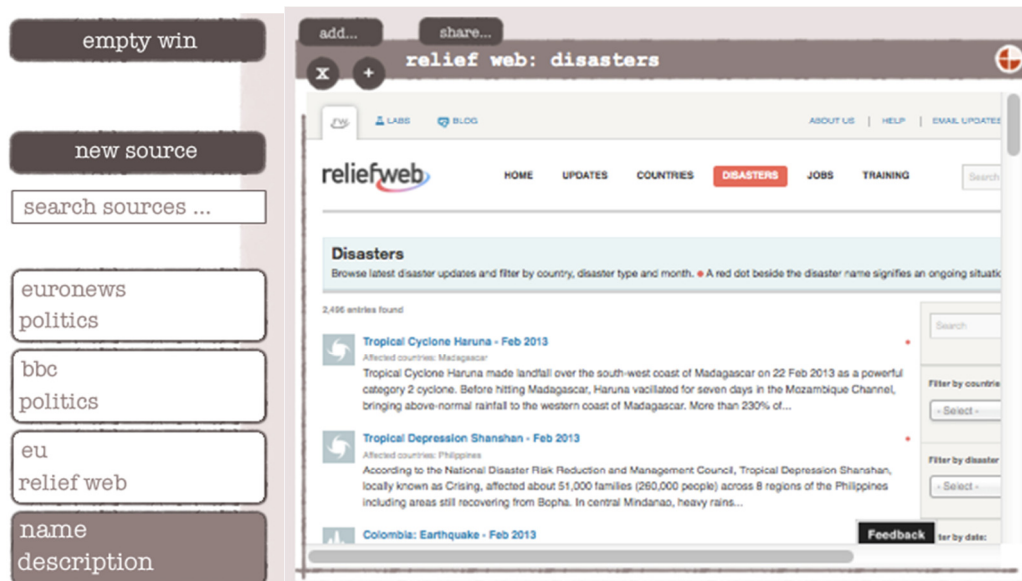 empty win
new source
search sources ...
euronews
politics
bbc
politics
eu
relief web
name
description
add...
share...
x
+
relief web: disasters
rw
LABS
BLOG
ABOUT US | HELP | EMAIL UPDATES
reliefweb
HOME UPDATES COUNTRIES DISASTERS JOBS TRAINING
Search
Disasters
Browse latest disaster updates and filter by country, disaster type and month. ● A red dot beside the disaster name signifies an ongoing situatio
2,496 entries found
Tropical Cyclone Haruna - Feb 2013
Affected countries: Madagascar
Tropical Cyclone Haruna made landfall over the south-west coast of Madagascar on 22 Feb 2013 as a powerful
category 2 cyclone. Before hitting Madagascar, Haruna vacillated for seven days in the Mozambique Channel,
bringing above-normal rainfall to the western coast of Madagascar. More than 230% of...
Tropical Depression Shanshan - Feb 2013
Affected countries: Philippines
According to the National Disaster Risk Reduction and Management Council, Tropical Depression Shanshan,
locally known as Crising, affected about 51,000 families (260,000 people) across 8 regions of the Philippines
including areas still recovering from Bopha. In central Mindanao, heavy rains...
Colombia: Earthquake - Feb 2013
Search
Filter by countrie
- Select -
Filter by disaster
- Select -
Feedback
ter by date: